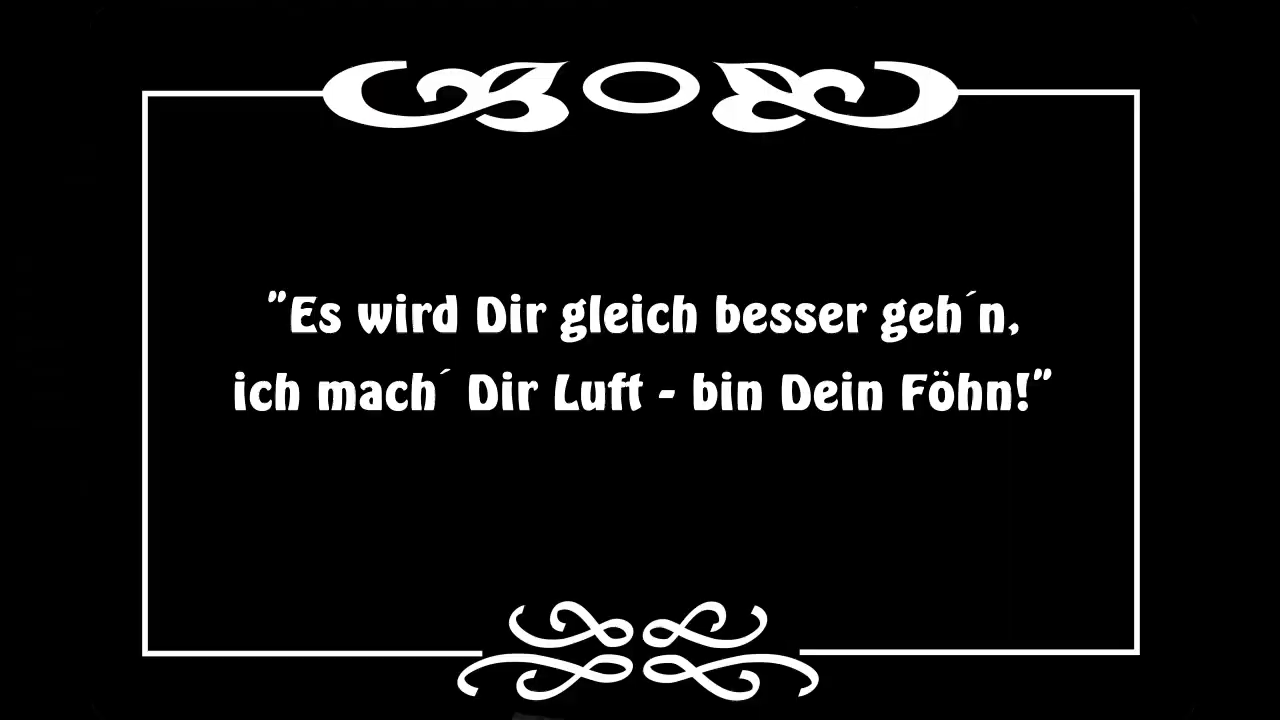 "Es wird Dir gleich besser geh´n,
ich mach´ Dir Luft - bin Dein Föhn!"